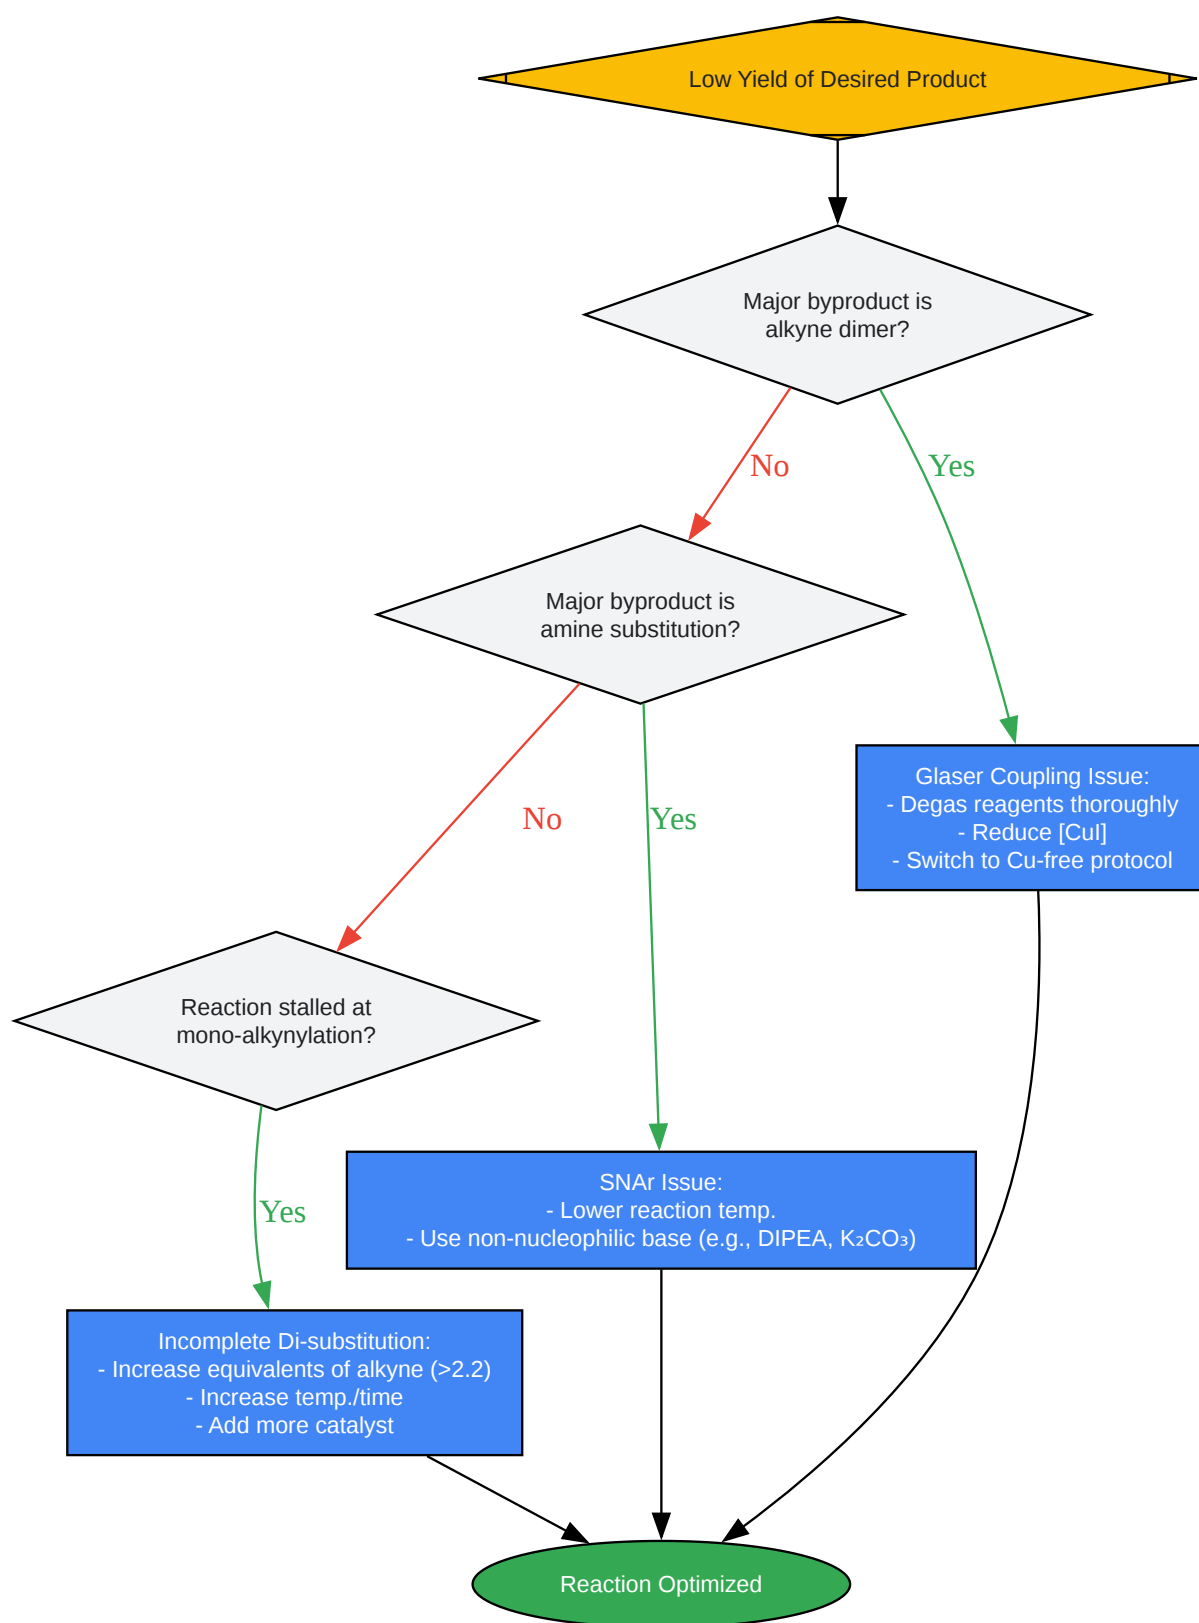 Low Yield of Desired Product
Major byproduct is
alkyne dimer?
No
Yes
Major byproduct is
amine substitution?
Glaser Coupling Issue:
- Degas reagents thoroughly
- Reduce [CuI]
- Switch to Cu-free protocol
No
Yes
Reaction stalled at
mono-alkynylation?
Yes
SNAr Issue:
- Lower reaction temp.
- Use non-nucleophilic base (e.g., DIPEA, K₂CO₃)
Incomplete Di-substitution:
- Increase equivalents of alkyne (>2.2)
- Increase temp./time
- Add more catalyst
Reaction Optimized